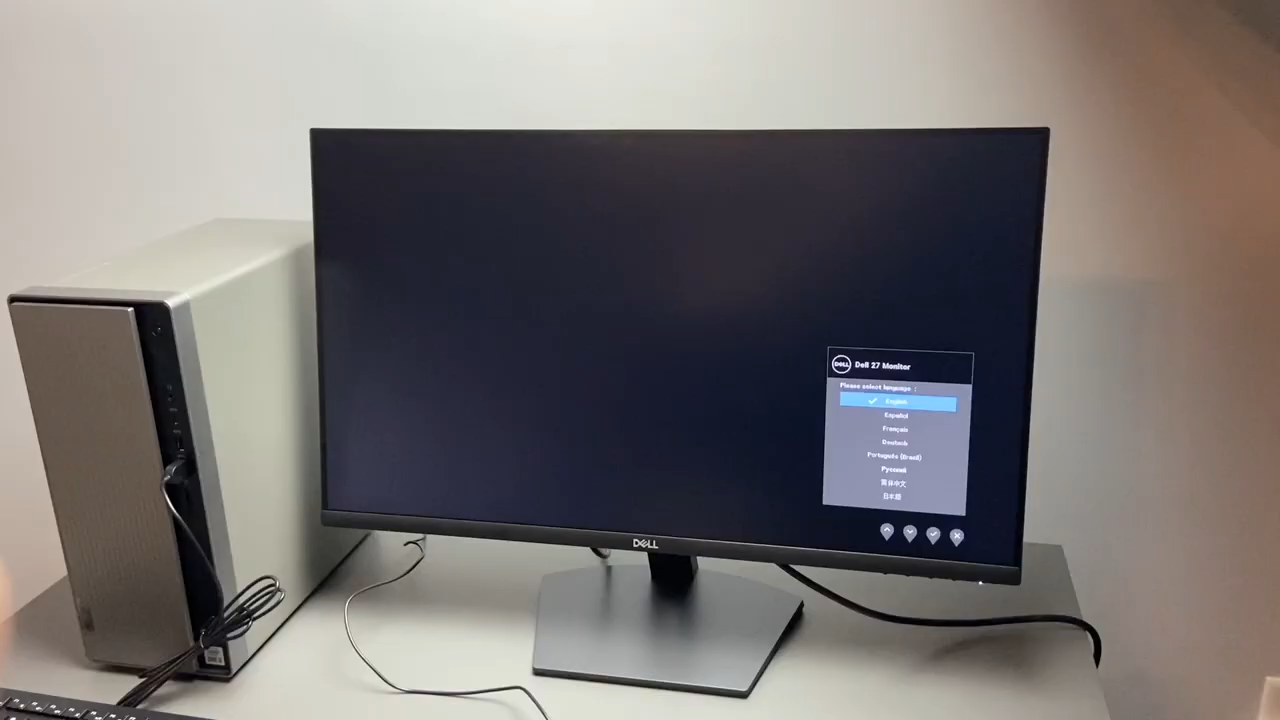 DELL Dell 27 Monitor
Please select language :
English
Español
Français
Deutsch
Português (Brasil)
Русский
简体中文
日本語
DELL